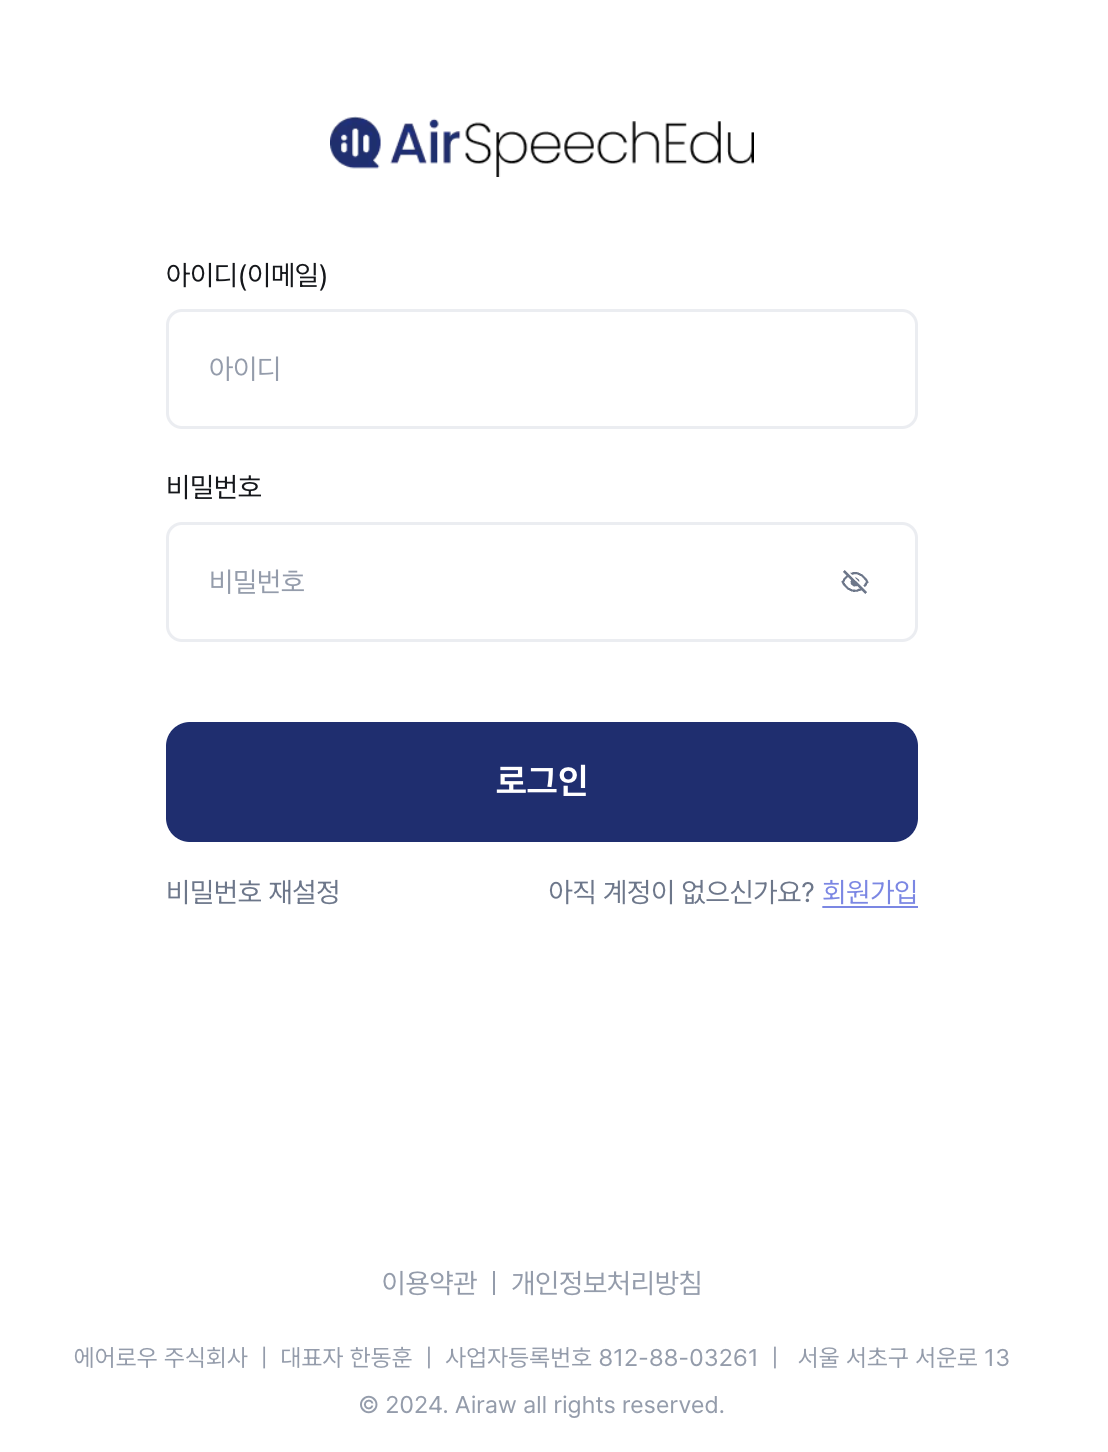 AirSpeechEdu
아이디(이메일)
아이디
비밀번호
비밀번호
로그인
비밀번호 재설정 아직 계정이 없으신가요? 회원가입
이용약관 | 개인정보처리방침
에어로우 주식회사 | 대표자 한동훈 | 사업자등록번호 812-88-03261 | 서울 서초구 서운로 13
© 2024. Airaw all rights reserved.